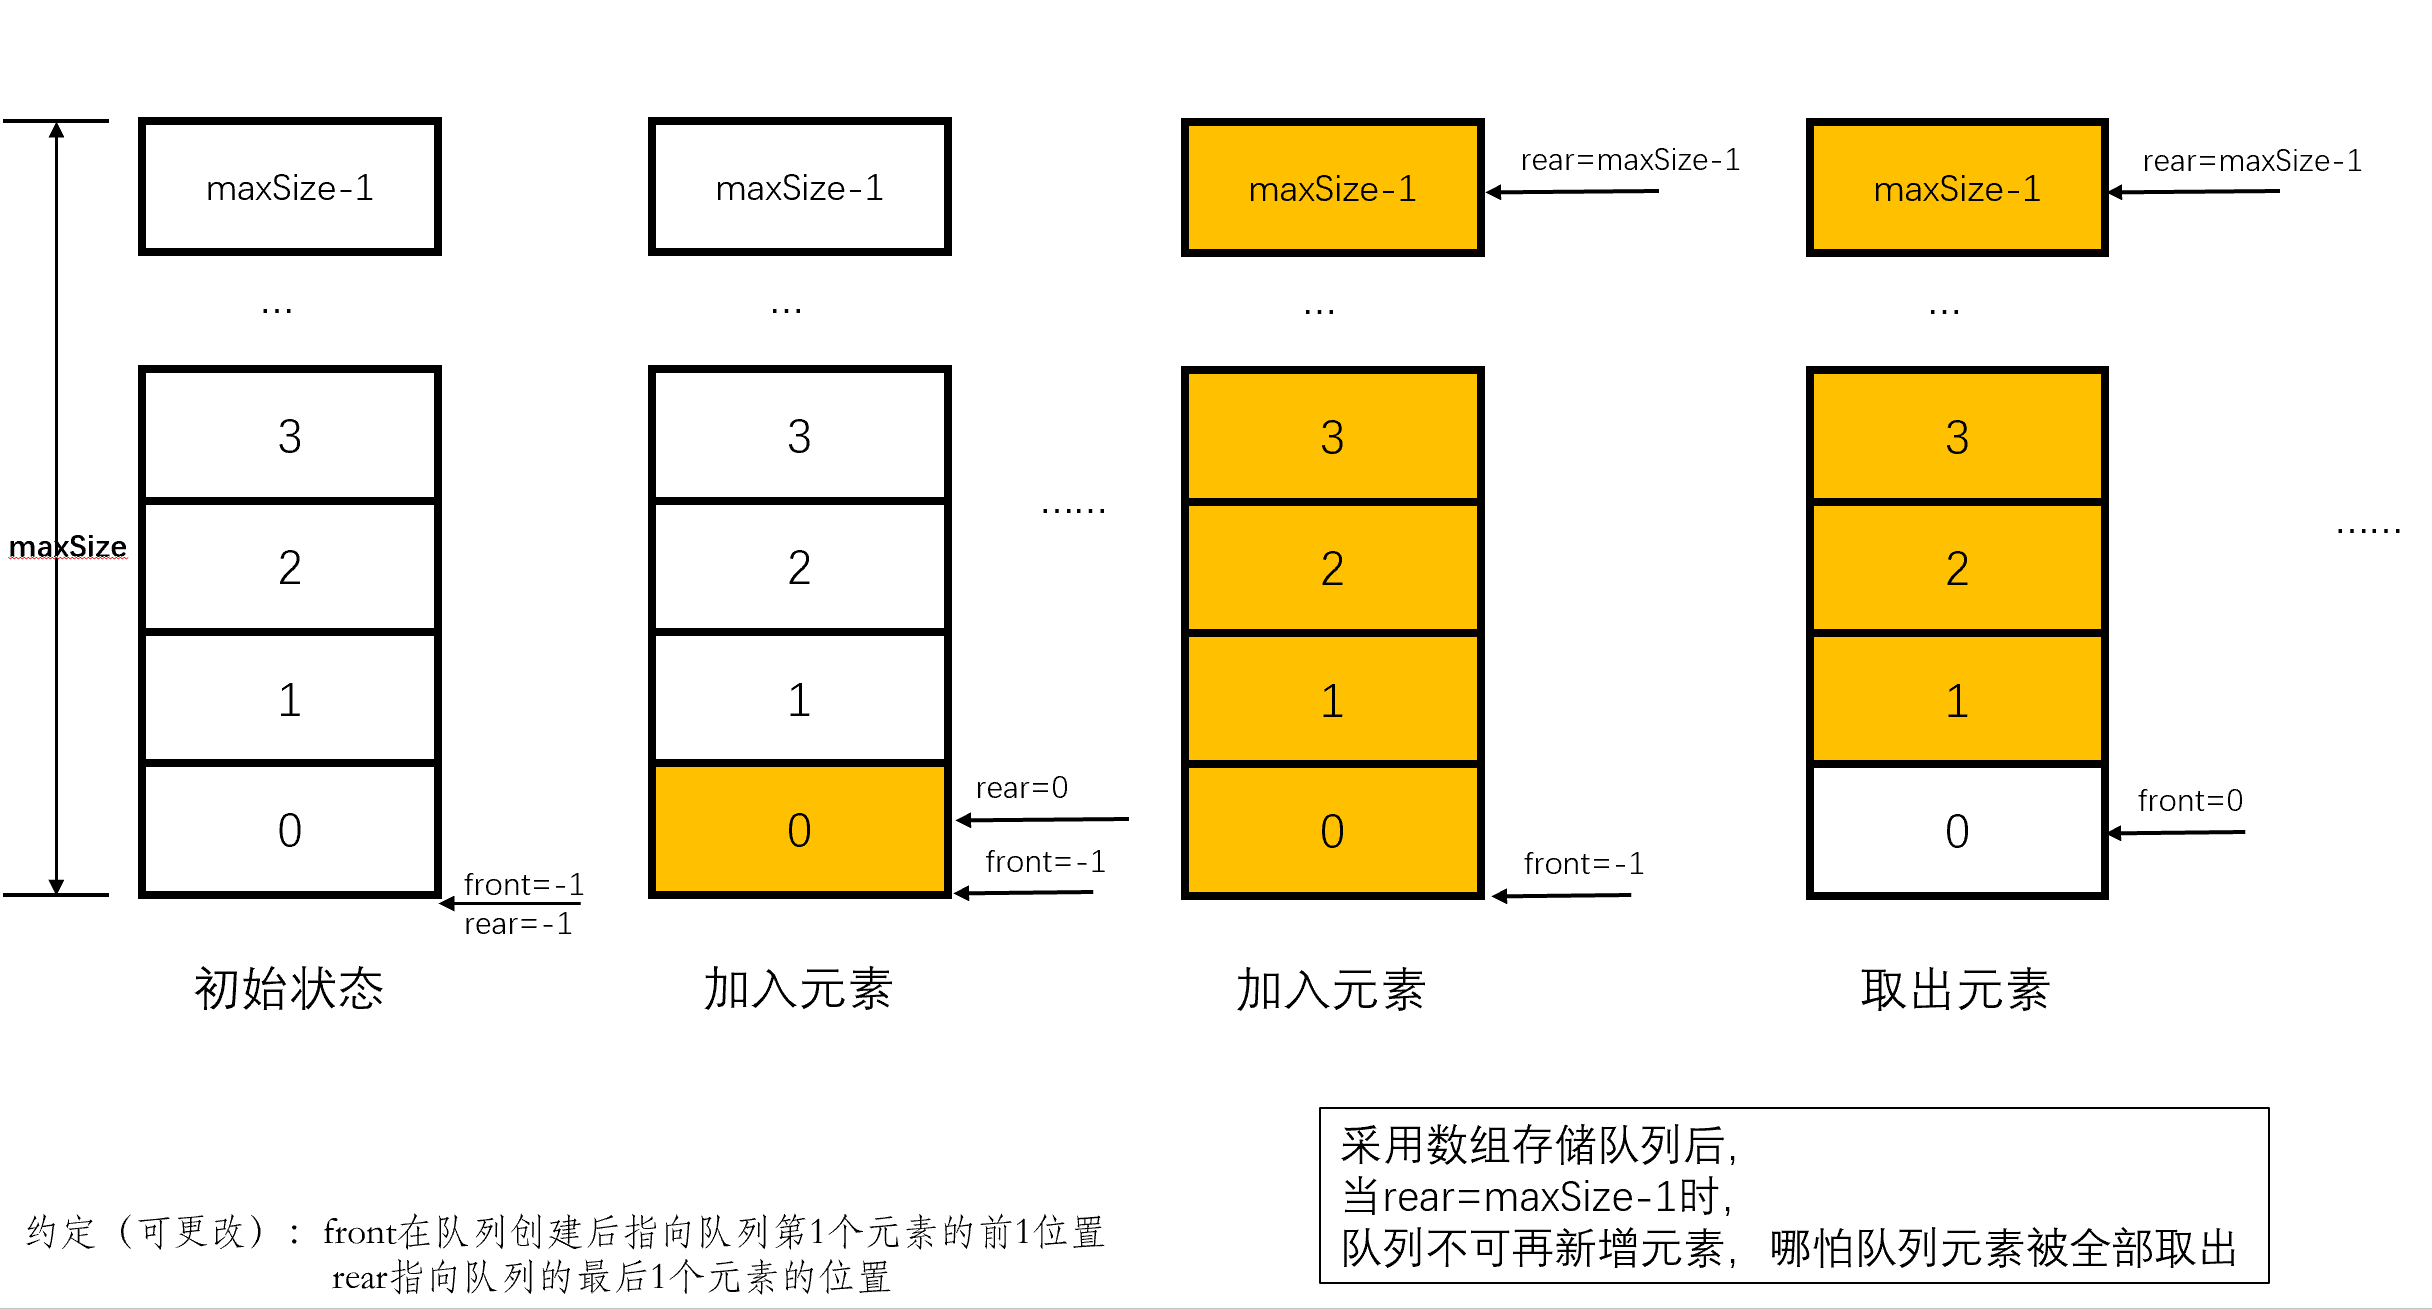 maxSize
maxSize-1
...
3
2
1
0
front=-1
rear=-1
初始状态
maxSize-1
...
3
2
1
0
rear=0
front=-1
加入元素
......
maxSize-1
rear=maxSize-1
...
3
2
1
0
front=-1
加入元素
maxSize-1
rear=maxSize-1
...
3
2
1
0
front=0
取出元素
......
约定（可更改）：front在队列创建后指向队列第1个元素的前1位置
rear指向队列的最后1个元素的位置
采用数组存储队列后，
当rear=maxSize-1时，
队列不可再新增元素，哪怕队列元素被全部取出